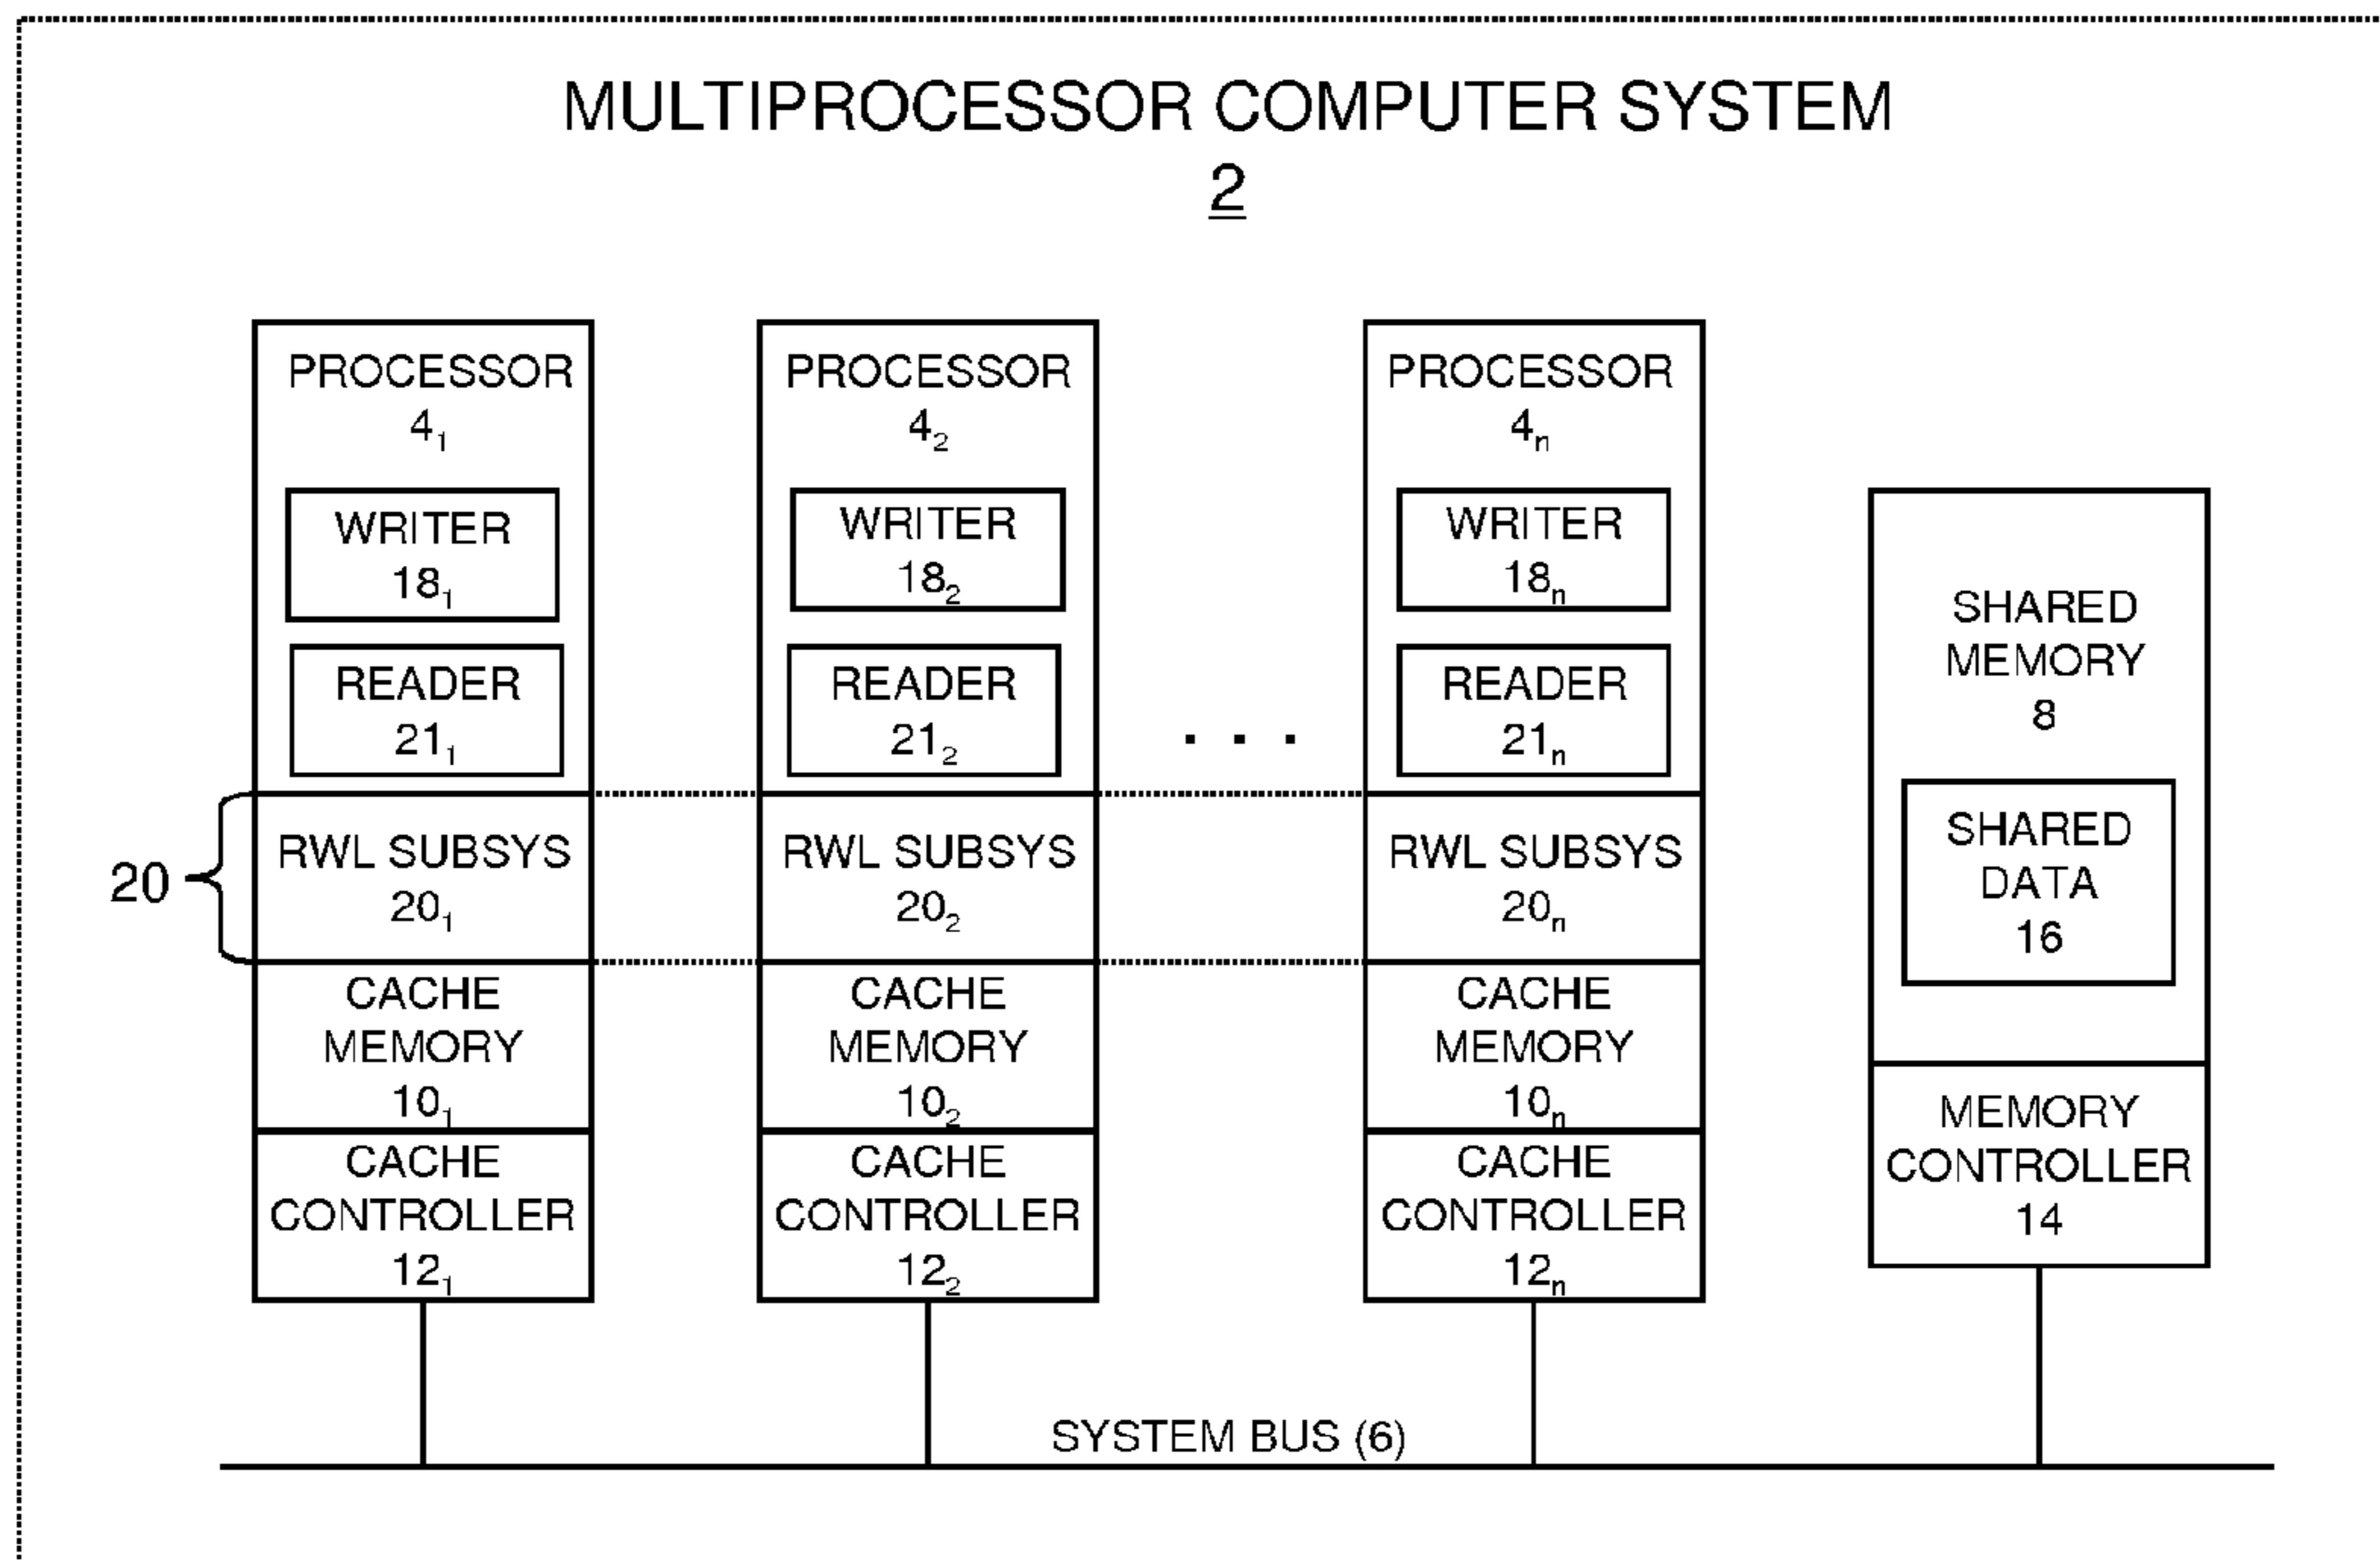 MULTIPROCESSOR COMPUTER SYSTEM
2
PROCESSOR
4₁
WRITER
18₁
READER
21₁
RWL SUBSYS
20₁
CACHE
MEMORY
10₁
CACHE
CONTROLLER
12₁
20
PROCESSOR
4₂
WRITER
18₂
READER
21₂
RWL SUBSYS
20₂
CACHE
MEMORY
10₂
CACHE
CONTROLLER
12₂
. . .
PROCESSOR
4ₙ
WRITER
18ₙ
READER
21ₙ
RWL SUBSYS
20ₙ
CACHE
MEMORY
10ₙ
CACHE
CONTROLLER
12ₙ
SHARED
MEMORY
8
SHARED
DATA
16
MEMORY
CONTROLLER
14
SYSTEM BUS (6)